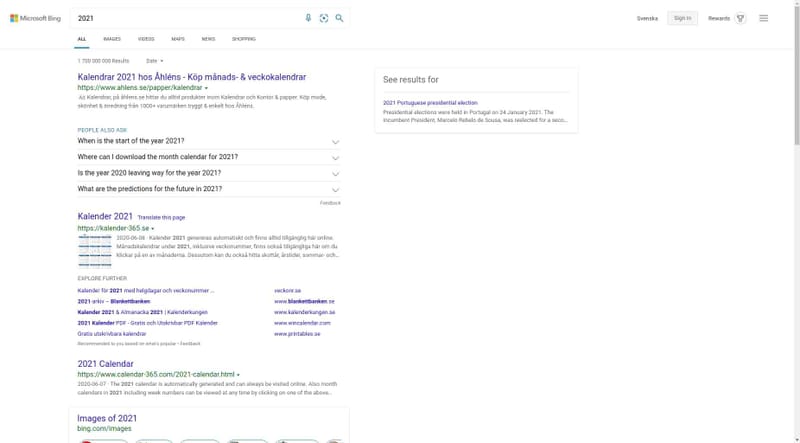 Microsoft Bing
2021
Svenska
Sign in
Rewards
ALL
IMAGES
VIDEOS
MAPS
NEWS
SHOPPING
1 700 000 000 Results
Date
Kalendrar 2021 hos Åhléns - Köp månads- & veckokalendrar
https://www.ahlens.se/papper/kalendrar
Ad Kalendrar, på åhlens.se hittar du alltid produkter inom Kalendrar och Kontor & papper. Köp mode,
skönhet & inredning från 1000+ varumärken tryggt & enkelt hos Åhléns.
PEOPLE ALSO ASK
When is the start of the year 2021?
Where can I download the month calendar for 2021?
Is the year 2020 leaving way for the year 2021?
What are the predictions for the future in 2021?
Feedback
Kalender 2021
Translate this page
https://kalender-365.se
2020-06-08 · Kalender 2021 genereras automatiskt och finns alltid tillgänglig här online.
Månadskalendrar under 2021, inklusive veckonummer, finns också tillgängliga här om du
klickar på en av månaderna. Dessutom kan du också hitta skottår, årstider, sommar- och...
EXPLORE FURTHER
Kalender för 2021 med helgdagar och veckonummer ...
veckonr.se
2021-arkiv – Blankettbanken
www.blankettbanken.se
Kalender 2021 & Almanacka 2021 | Kalenderkungen
www.kalenderkungen.se
2021 Kalender PDF - Gratis och Utskrivbar PDF Kalender
www.wincalendar.com
Gratis utskrivbara kalendrar
www.printables.se
Recommended to you based on what's popular • Feedback
2021 Calendar
https://www.calendar-365.com/2021-calendar.html
2020-06-07 · The 2021 calendar is automatically generated and can always be visited online. Also month
calendars in 2021 including week numbers can be viewed at any time by clicking on one of the above...
Images of 2021
bing.com/images
See results for
2021 Portuguese presidential election
Presidential elections were held in Portugal on 24 January 2021. The
incumbent President, Marcelo Rebelo de Sousa, was reelected for a seco...